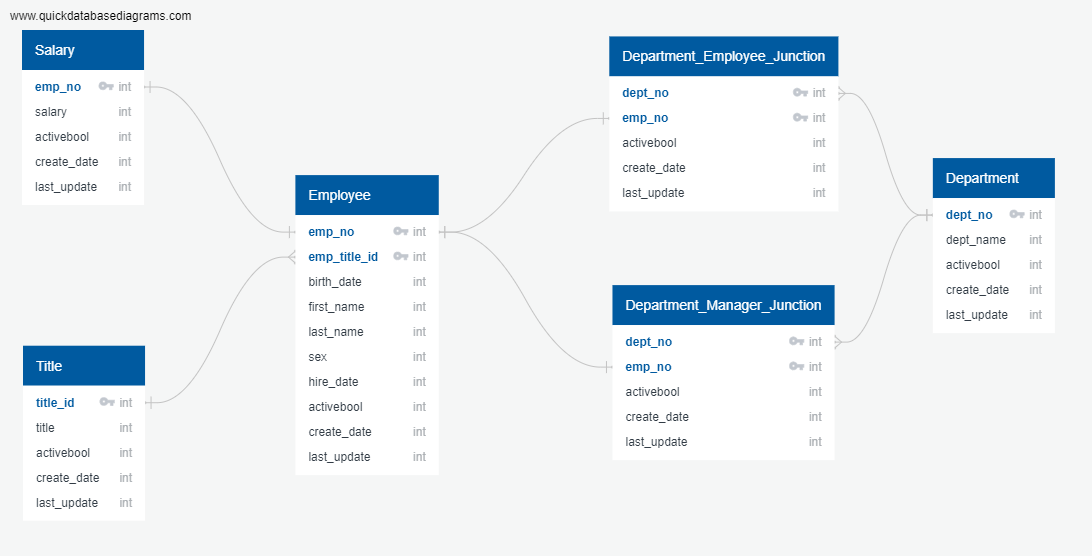 www.quickdatabasediagrams.com
Salary
emp_no int
salary int
activebool int
create_date int
last_update int
Title
title_id int
title int
activebool int
create_date int
last_update int
Employee
emp_no int
emp_title_id int
birth_date int
first_name int
last_name int
sex int
hire_date int
activebool int
create_date int
last_update int
Department_Employee_Junction
dept_no int
emp_no int
activebool int
create_date int
last_update int
Department_Manager_Junction
dept_no int
emp_no int
activebool int
create_date int
last_update int
Department
dept_no int
dept_name int
activebool int
create_date int
last_update int